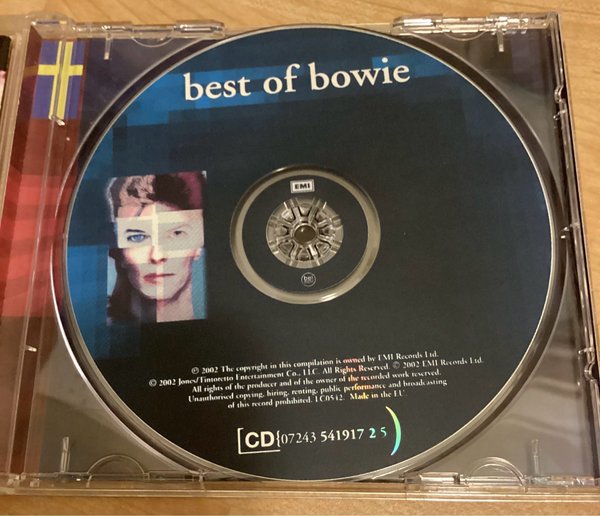 best of bowie
EMI
℗ 2002 The copyright in this compilation is owned by EMI Records Ltd.
© 2002 Jones/Tintoretto Entertainment Co., LLC. All Rights Reserved. © 2002 EMI Records Ltd.
All rights of the producer and of the owner of the recorded work reserved.
Unauthorised copying, hiring, renting, public performance and broadcasting
of this record prohibited. LC0542. Made in the EU.
[CD{07243 541917 2 5)